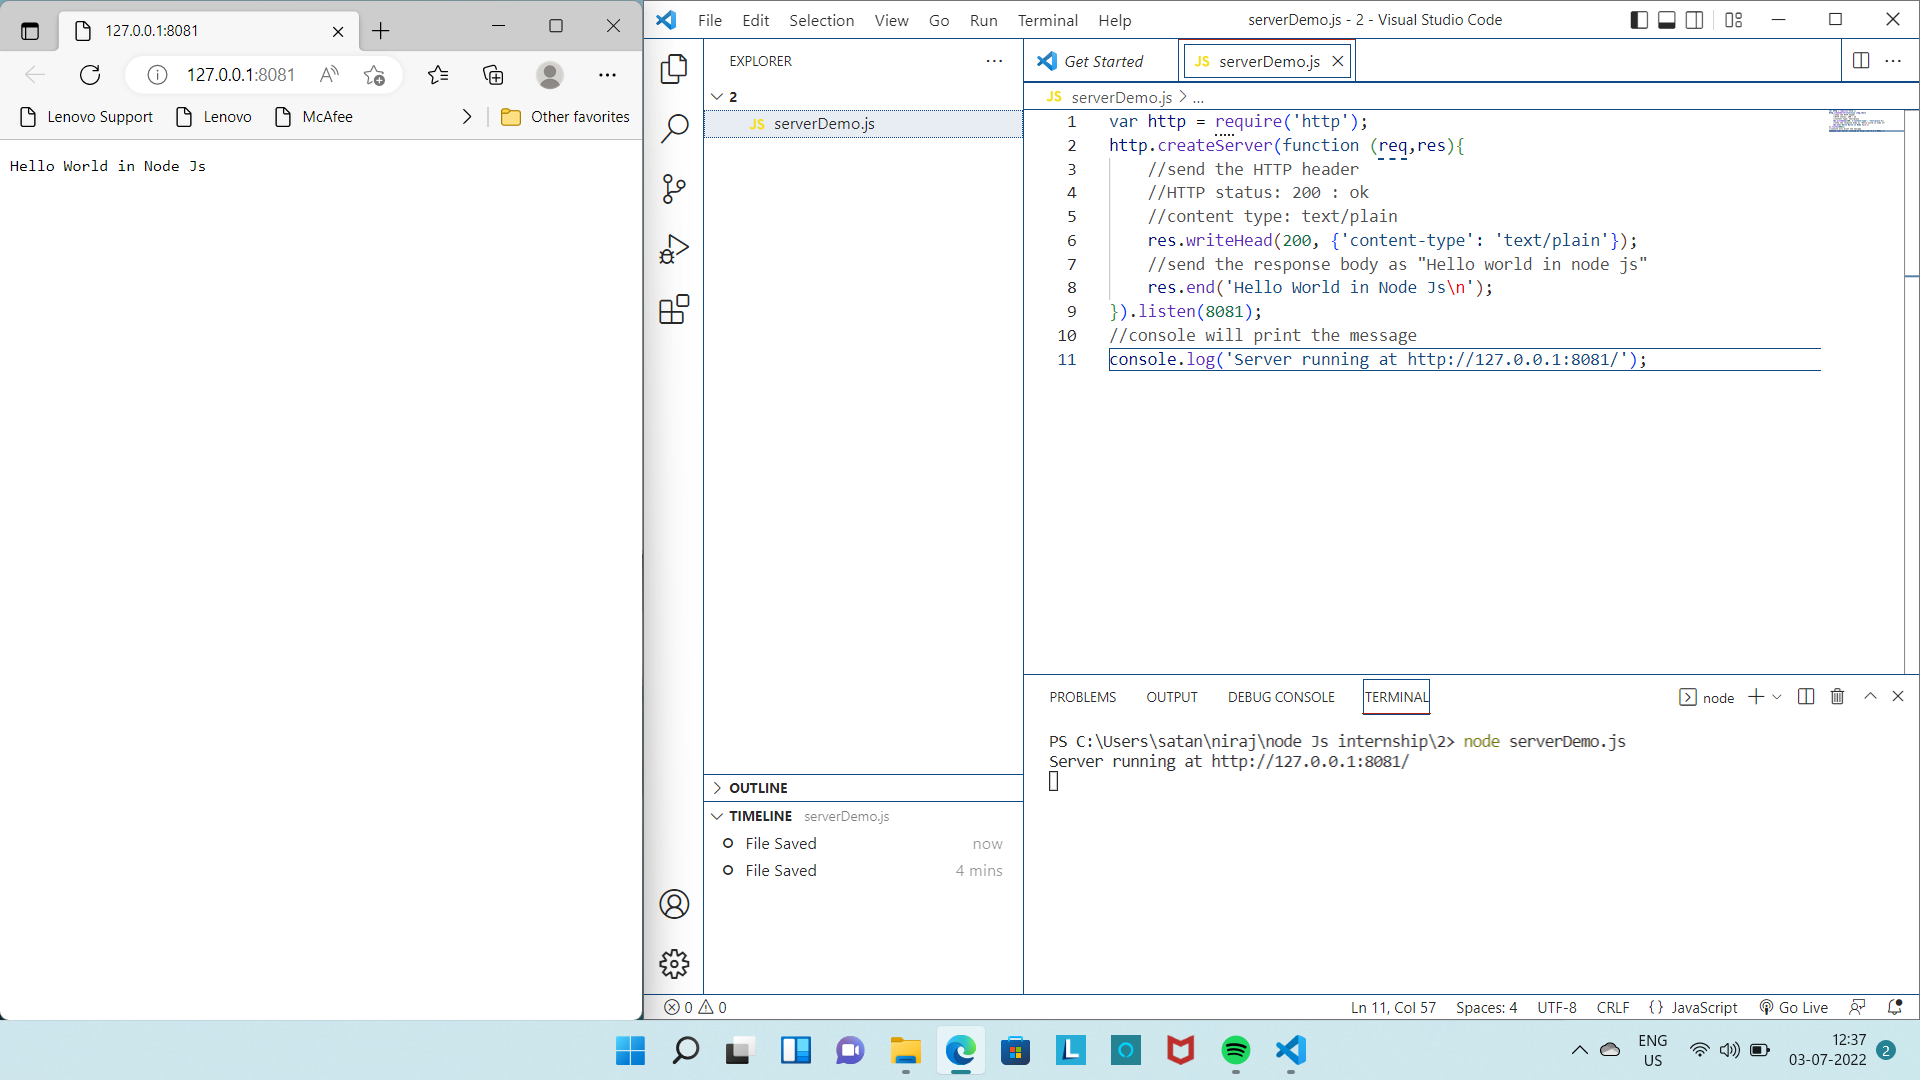 127.0.0.1:8081
127.0.0.1:8081
Lenovo Support
Lenovo
McAfee
Other favorites
Hello World in Node Js
File Edit Selection View Go Run Terminal Help
serverDemo.js - 2 - Visual Studio Code
EXPLORER
2
JS serverDemo.js
Get Started
JS serverDemo.js
JS serverDemo.js > ...
1 var http = require('http');
2 http.createServer(function (req,res){
3 //send the HTTP header
4 //HTTP status: 200 : ok
5 //content type: text/plain
6 res.writeHead(200, {'content-type': 'text/plain'});
7 //send the response body as "Hello world in node js"
8 res.end('Hello World in Node Js\n');
9 }).listen(8081);
10 //console will print the message
11 console.log('Server running at http://127.0.0.1:8081/');
PROBLEMS OUTPUT DEBUG CONSOLE TERMINAL
node
PS C:\Users\satan\niraj\node Js internship\2> node serverDemo.js
Server running at http://127.0.0.1:8081/
OUTLINE
TIMELINE serverDemo.js
File Saved now
File Saved 4 mins
0 0
Ln 11, Col 57 Spaces: 4 UTF-8 CRLF {} JavaScript Go Live
ENG
US
12:37
03-07-2022
2